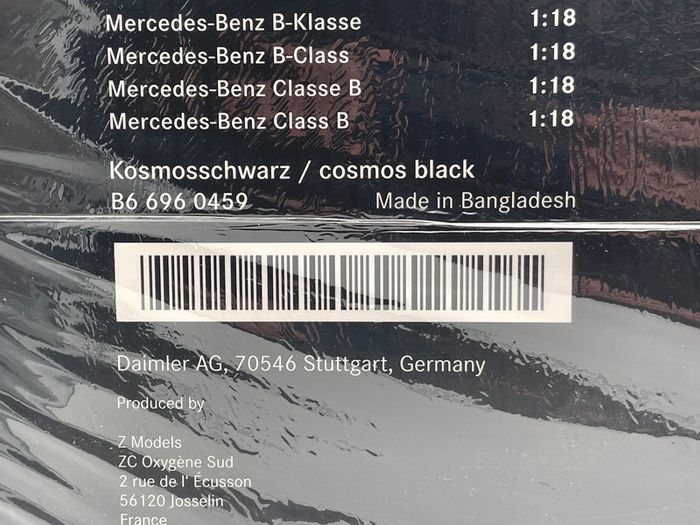 Mercedes-Benz B-Klasse 1:18
Mercedes-Benz B-Class 1:18
Mercedes-Benz Classe B 1:18
Mercedes-Benz Class B 1:18
Kosmosschwarz / cosmos black
B6 696 0459 Made in Bangladesh
Daimler AG, 70546 Stuttgart, Germany
Produced by
Z Models
ZC Oxygène Sud
2 rue de l' Écusson
56120 Josselin
France